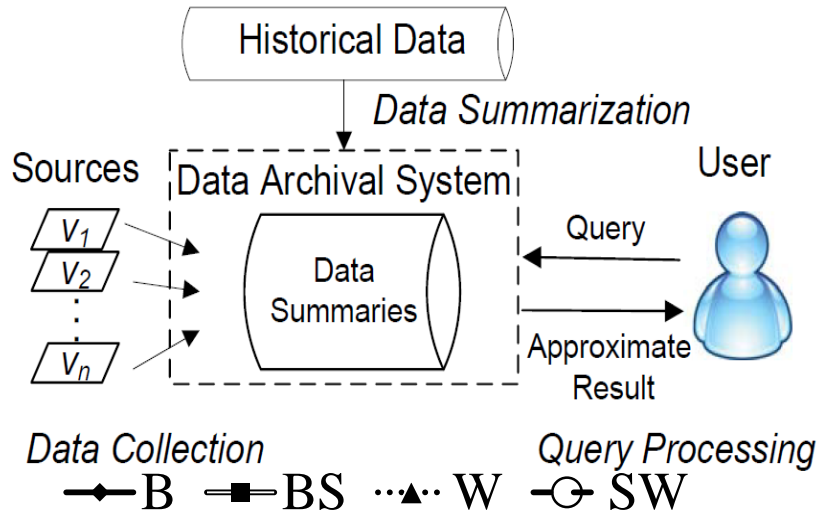 Historical Data
Data Summarization
Sources
Data Archival System
User
V1
V2
Vn
Data
Summaries
Query
Approximate
Result
Data Collection
Query Processing
B BS W SW